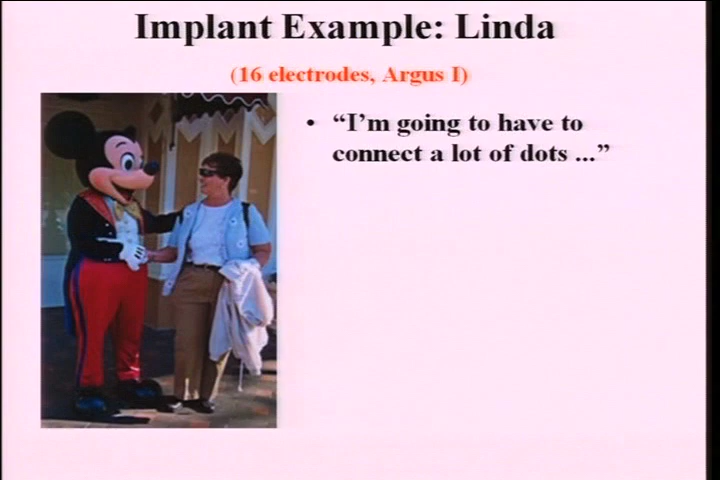 Implant Example: Linda
(16 electrodes, Argus I)
• “I’m going to have to
connect a lot of dots ...”